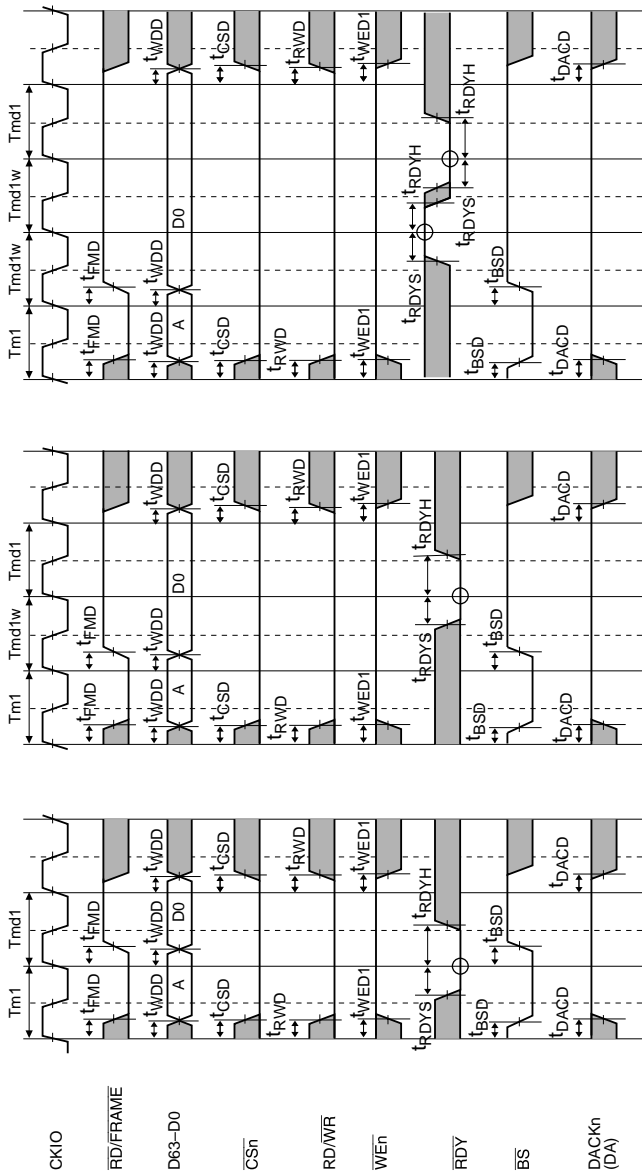 Tm1 Tmd1 Tm1 Tmd1w Tmd1 Tm1 Tmd1w Tmd1w Tmd1
CKIO
tFMD tFMD tFMD tFMD tFMD tFMD
RD/FRAME
tWDD tWDD tWDD tWDD tWDD tWDD tWDD tWDD tWDD
D63–D0 A D0 A D0 A D0
tCSD tCSD tCSD tCSD tCSD tCSD
CSn
tRWD tRWD tRWD tRWD tRWD tRWD
RD/WR
tWED1 tWED1 tWED1 tWED1 tWED1 tWED1
WEn
tRDYS tRDYH tRDYS tRDYH tRDYS tRDYH
RDY
tRDYS tRDYH
tBSD tBSD tBSD tBSD tBSD tBSD
BS
tDACD tDACD tDACD tDACD tDACD tDACD
DACKn
(DA)